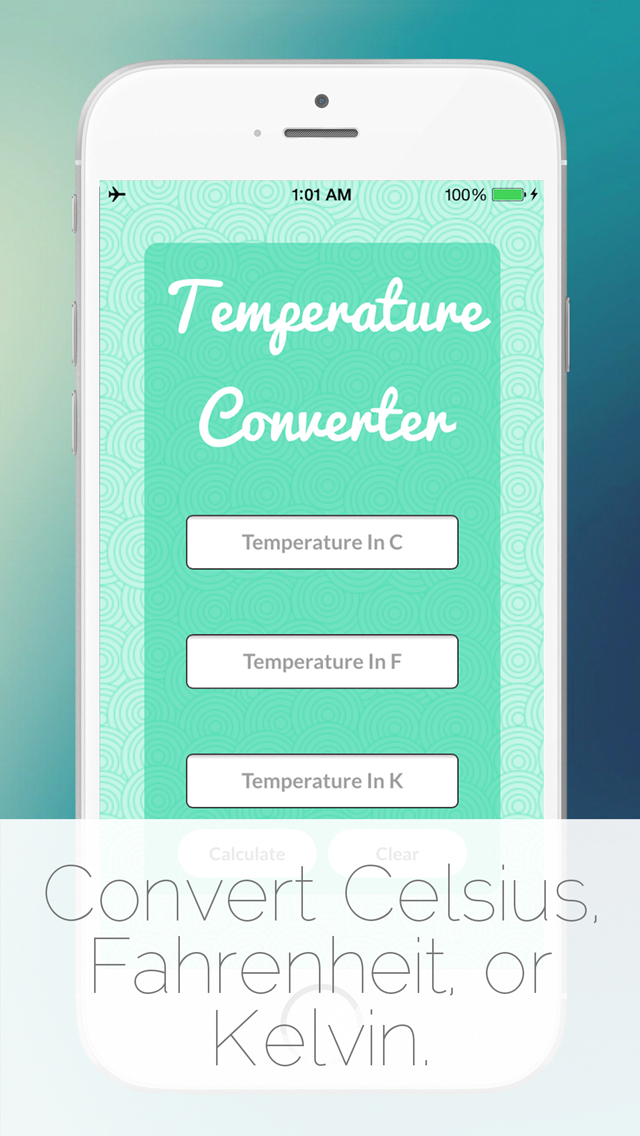 1:01 AM 100%
Temperature
Converter
Temperature In C
Temperature In F
Temperature In K
Calculate Clear
Convert Celsius,
Fahrenheit, or
Kelvin.